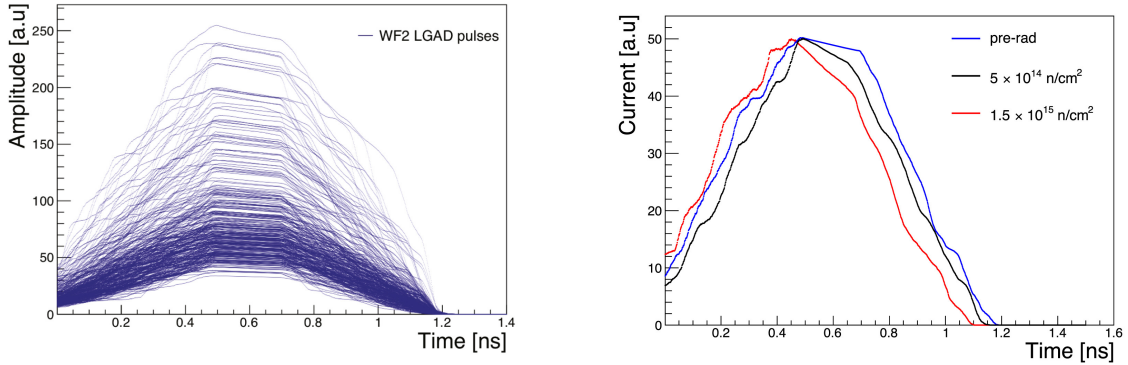 Amplitude [a.u]
250
200
150
100
50
0
WF2 LGAD pulses
0.2 0.4 0.6 0.8 1 1.2 1.4
Time [ns]
Current [a.u]
50
40
30
20
10
0
pre-rad
5 × 10¹⁴ n/cm²
1.5 × 10¹⁵ n/cm²
0.2 0.4 0.6 0.8 1 1.2 1.4 1.6
Time [ns]